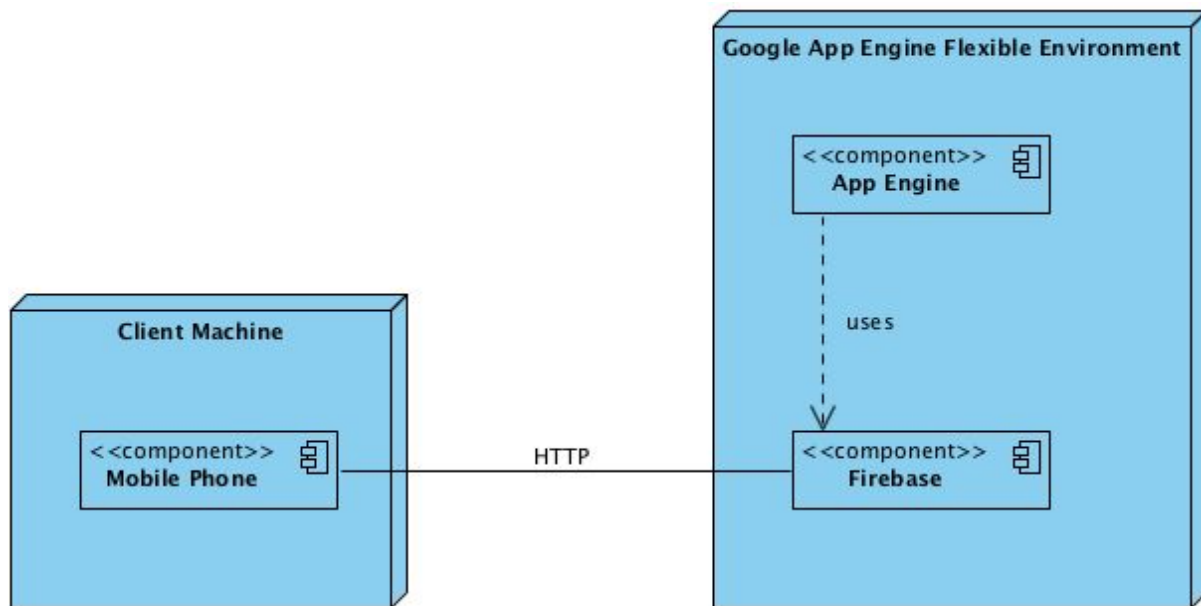 Google App Engine Flexible Environment
<<component>>
App Engine
uses
Client Machine
<<component>>
Mobile Phone
HTTP
<<component>>
Firebase